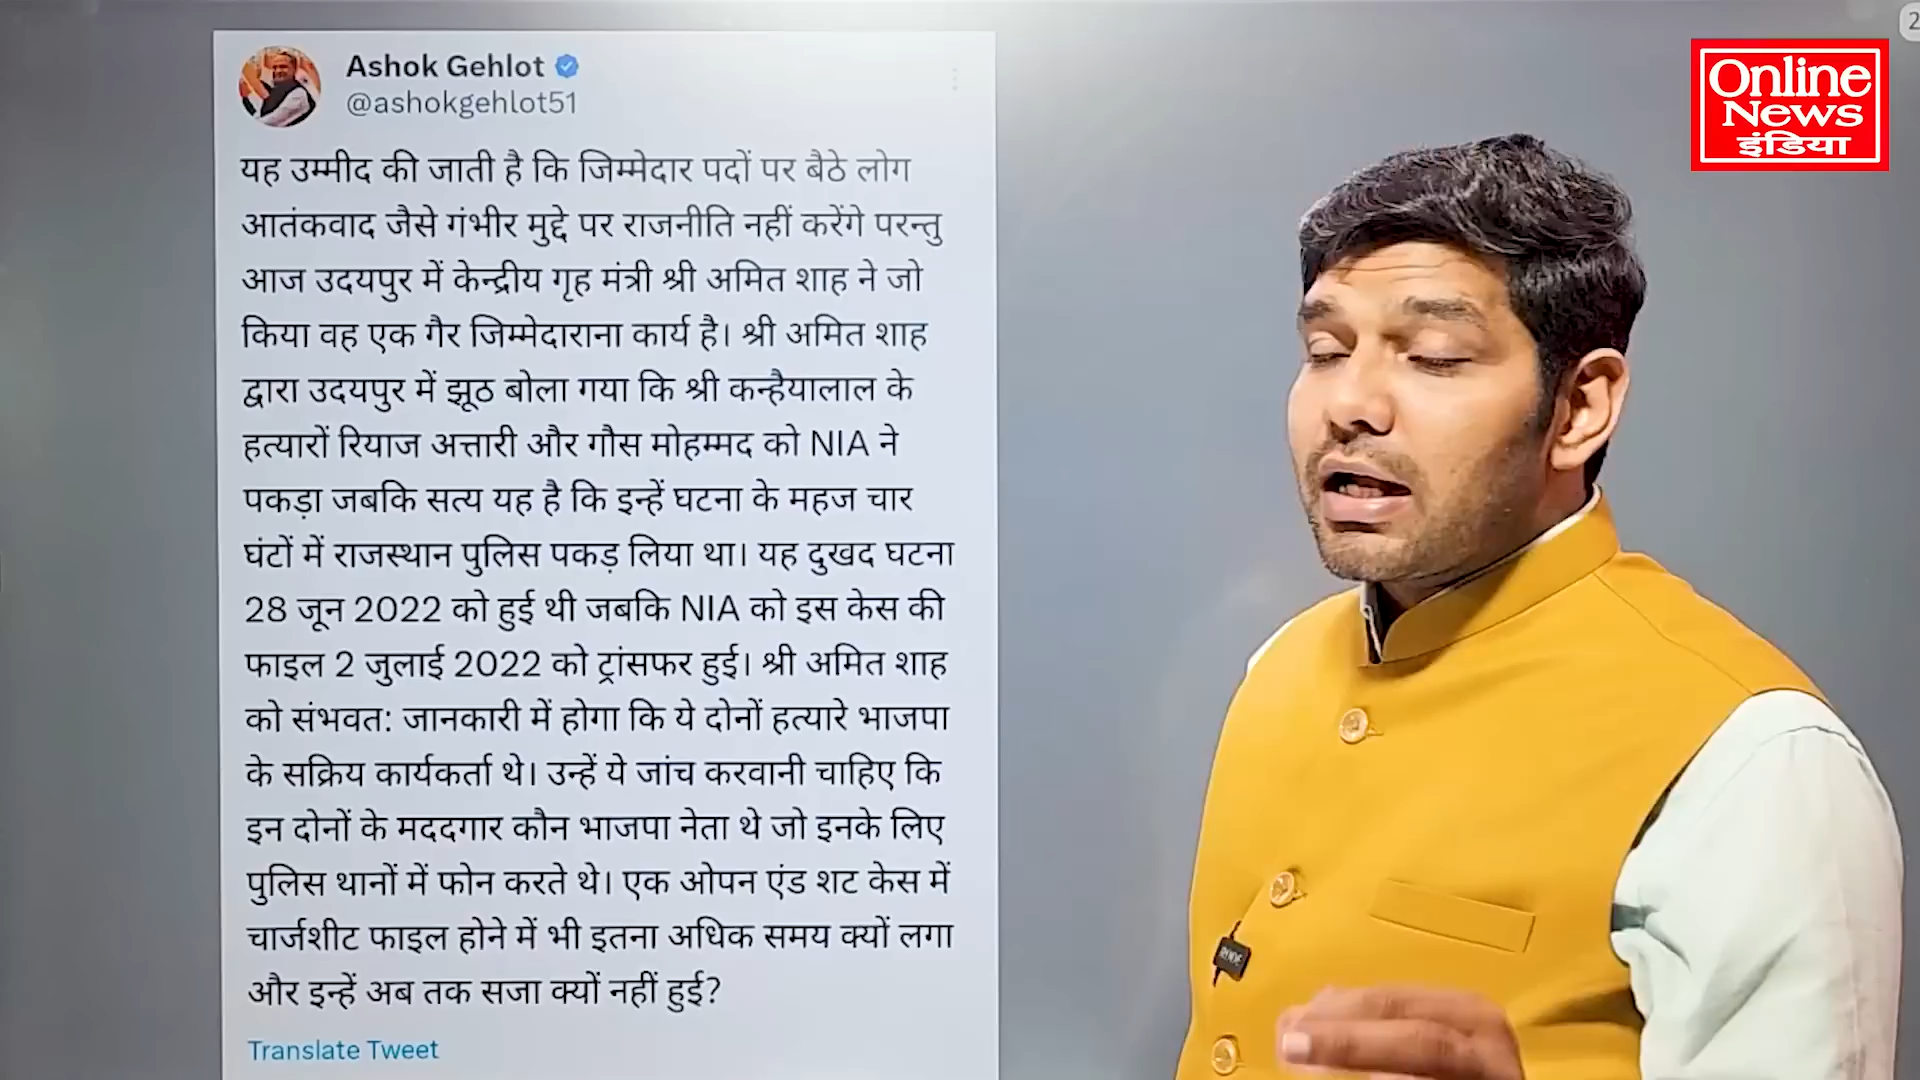 Ashok Gehlot
@ashokgehlot51
यह उम्मीद की जाती है कि जिम्मेदार पदों पर बैठे लोग
आतंकवाद जैसे गंभीर मुद्दे पर राजनीति नहीं करेंगे परन्तु
आज उदयपुर में केन्द्रीय गृह मंत्री श्री अमित शाह ने जो
किया वह एक गैर जिम्मेदाराना कार्य है। श्री अमित शाह
द्वारा उदयपुर में झूठ बोला गया कि श्री कन्हैयालाल के
हत्यारों रियाज अत्तारी और गौस मोहम्मद को NIA ने
पकड़ा जबकि सत्य यह है कि इन्हें घटना के महज चार
घंटों में राजस्थान पुलिस पकड़ लिया था। यह दुखद घटना
28 जून 2022 को हुई थी जबकि NIA को इस केस की
फाइल 2 जुलाई 2022 को ट्रांसफर हुई। श्री अमित शाह
को संभवत: जानकारी में होगा कि ये दोनों हत्यारे भाजपा
के सक्रिय कार्यकर्ता थे। उन्हें ये जांच करवानी चाहिए कि
इन दोनों के मददगार कौन भाजपा नेता थे जो इनके लिए
पुलिस थानों में फोन करते थे। एक ओपन एंड शट केस में
चार्जशीट फाइल होने में भी इतना अधिक समय क्यों लगा
और इन्हें अब तक सजा क्यों नहीं हुई?
Translate Tweet
2
Online
News
इंडिया
RODE